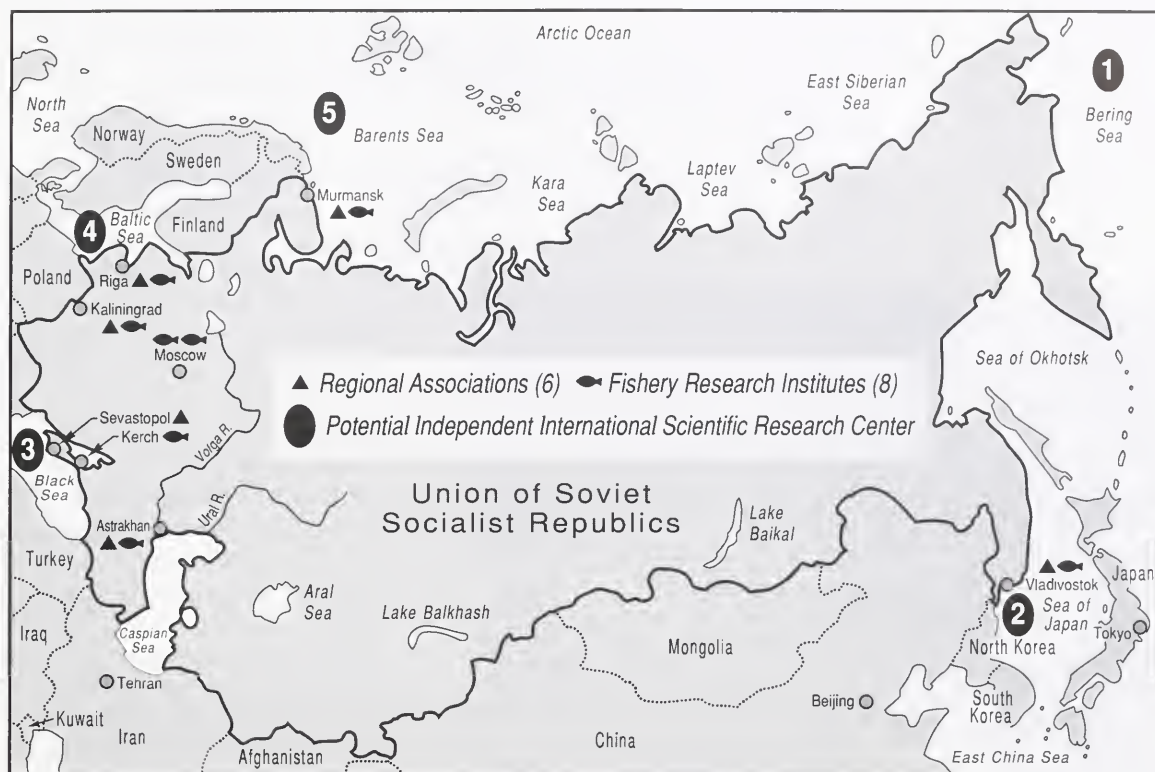 Arctic Ocean
North
Sea
Norway
Sweden
5
Barents Sea
East Siberian
Sea
1
Bering
Sea
Laptev
Sea
Kara
Sea
Murmansk
4
Baltic
Sea
Finland
Poland
Riga
Kaliningrad
Moscow
Sea of Okhotsk
Regional Associations (6) Fishery Research Institutes (8)
Potential Independent International Scientific Research Center
Sevastopol
Kerch
3
Black
Sea
Volga R.
Ural R.
Union of Soviet
Socialist Republics
Lake
Baikal
Astrakhan
Turkey
Aral
Sea
Lake Balkhash
Caspian
Sea
Iraq
Mongolia
Vladivostok
2
Sea of
Japan
Japan
Tokyo
North Korea
South
Korea
Tehran
Beijing
Kuwait
Iran
Afghanistan
China
East China Sea